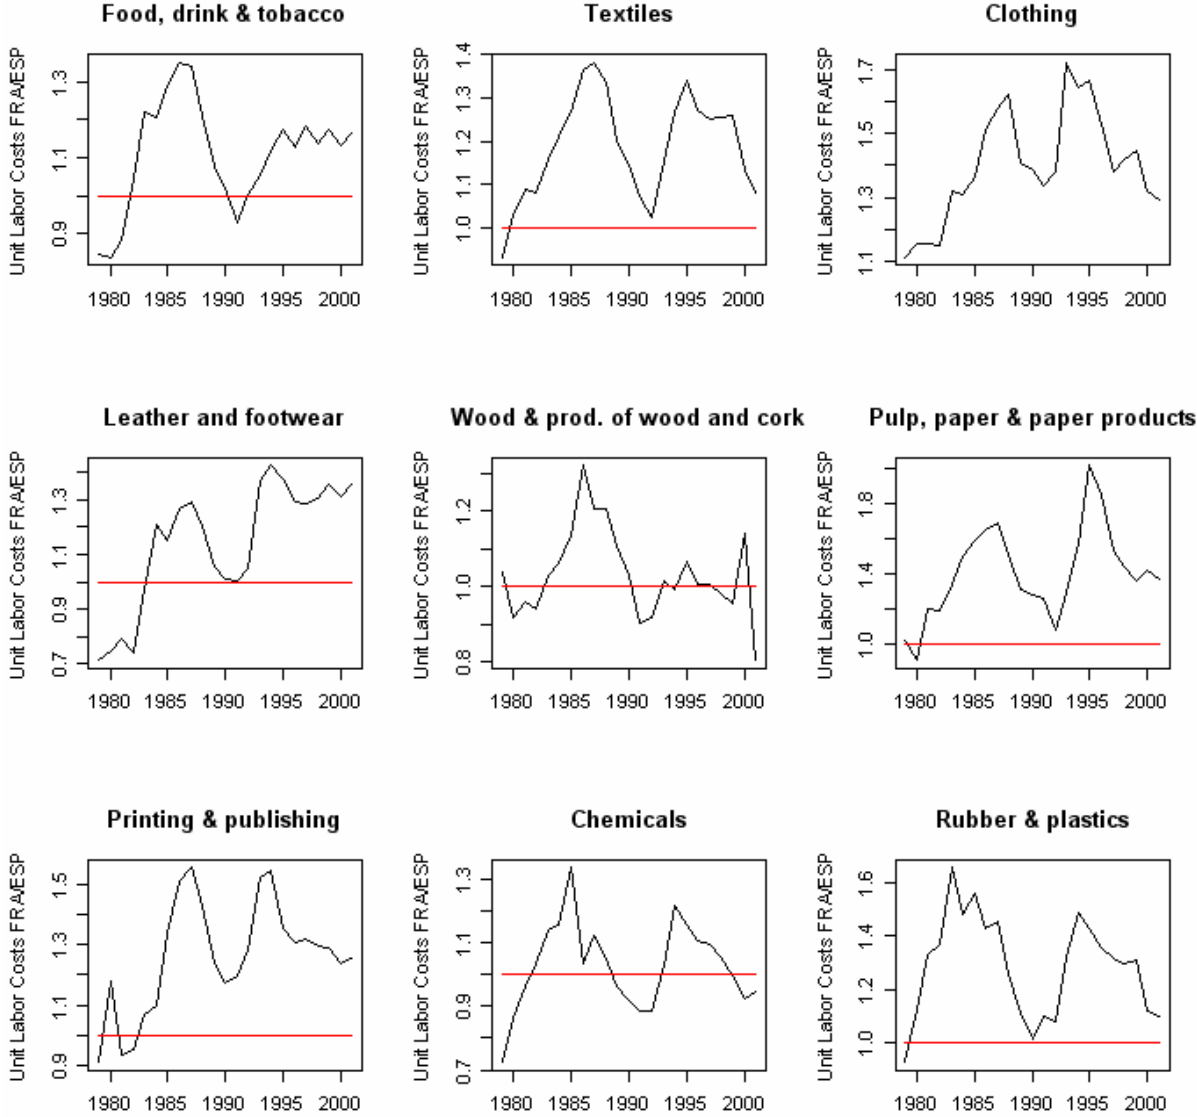 Food, drink & tobacco
Unit Labor Costs FRA/ESP
1.3
1.1
0.9
1980 1985 1990 1995 2000
Textiles
Unit Labor Costs FRA/ESP
1.4
1.3
1.2
1.1
1.0
1980 1985 1990 1995 2000
Clothing
Unit Labor Costs FRA/ESP
1.7
1.5
1.3
1.1
1980 1985 1990 1995 2000
Leather and footwear
Unit Labor Costs FRA/ESP
1.3
1.1
0.9
0.7
1980 1985 1990 1995 2000
Wood & prod. of wood and cork
Unit Labor Costs FRA/ESP
1.2
1.0
0.8
1980 1985 1990 1995 2000
Pulp, paper & paper products
Unit Labor Costs FRA/ESP
1.8
1.4
1.0
1980 1985 1990 1995 2000
Printing & publishing
Unit Labor Costs FRA/ESP
1.5
1.3
1.1
0.9
1980 1985 1990 1995 2000
Chemicals
Unit Labor Costs FRA/ESP
1.3
1.1
0.9
0.7
1980 1985 1990 1995 2000
Rubber & plastics
Unit Labor Costs FRA/ESP
1.6
1.4
1.2
1.0
1980 1985 1990 1995 2000